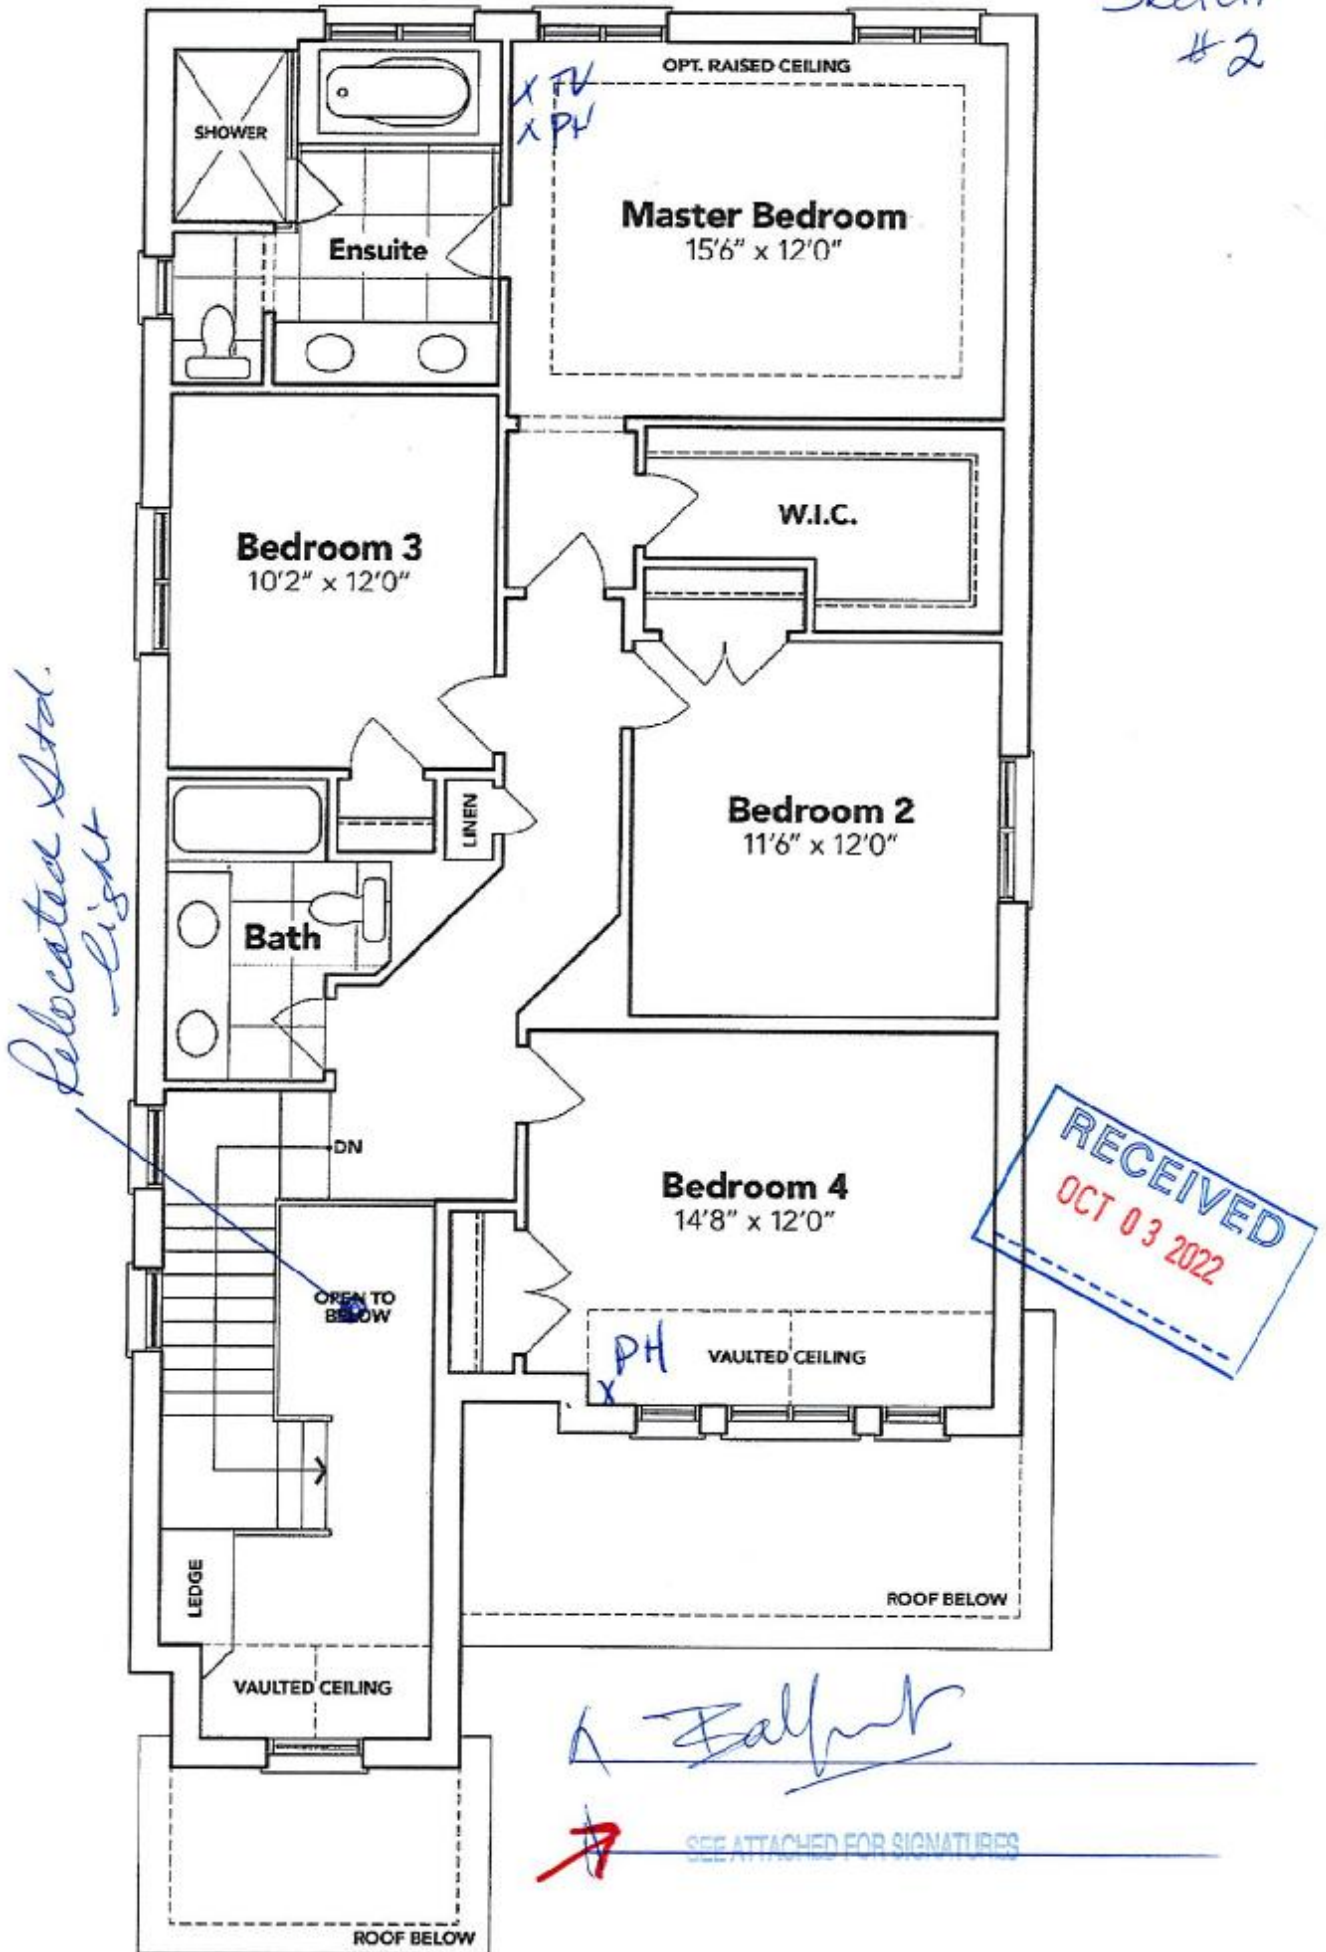 Sketch
#2
OPT. RAISED CEILING
X TV
X PH
SHOWER
Master Bedroom
15'6" x 12'0"
Ensuite
W.I.C.
Bedroom 3
10'2" x 12'0"
Relocated Std.
light
LINEN
Bedroom 2
11'6" x 12'0"
Bath
DN
RECEIVED
OCT 03 2022
Bedroom 4
14'8" x 12'0"
OPEN TO
BELOW
PH
X
VAULTED CEILING
LEDGE
ROOF BELOW
VAULTED CEILING
SEE ATTACHED FOR SIGNATURES
ROOF BELOW